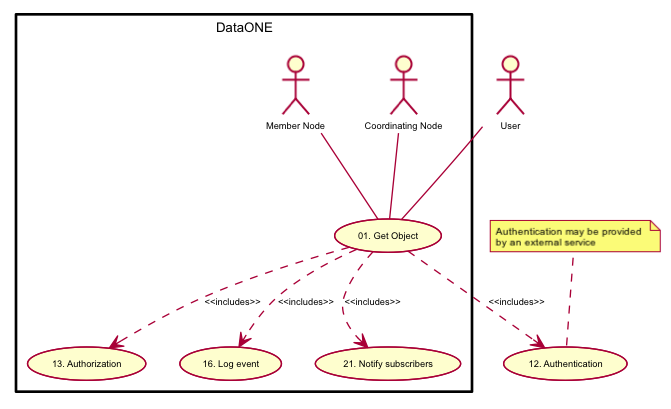 DataONE
Member Node
Coordinating Node
User
01. Get Object
Authentication may be provided
by an external service
<<includes>>
<<includes>>
<<includes>>
<<includes>>
13. Authorization
16. Log event
21. Notify subscribers
12. Authentication